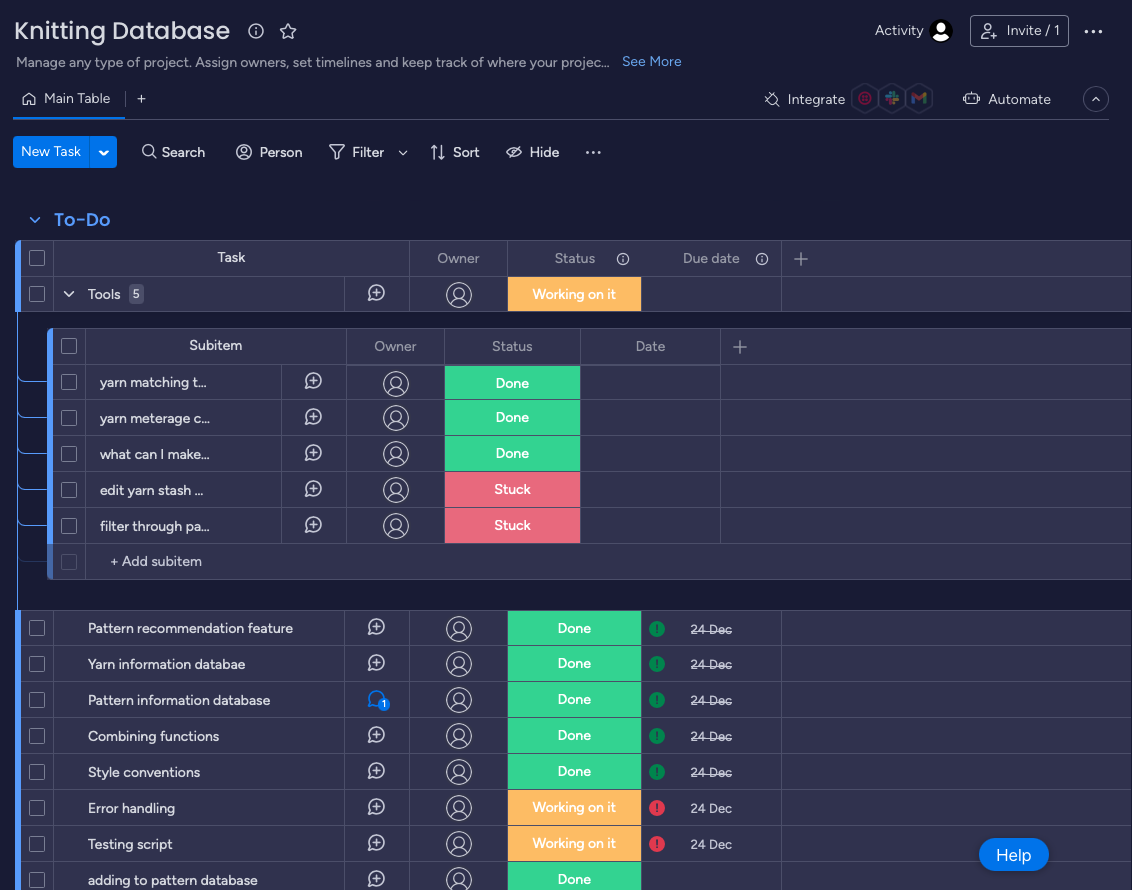 Knitting Database
Activity
Invite / 1
Manage any type of project. Assign owners, set timelines and keep track of where your projec... See More
Main Table
+
Integrate
Automate
New Task
Search
Person
Filter
Sort
Hide
To-Do
Task Owner Status Due date
Tools 5 Working on it
Subitem Owner Status Date
yarn matching t... Done
yarn meterage c... Done
what can I make... Done
edit yarn stash ... Stuck
filter through pa... Stuck
+ Add subitem
Pattern recommendation feature Done 24 Dec
Yarn information databae Done 24 Dec
Pattern information database 1 Done 24 Dec
Combining functions Done 24 Dec
Style conventions Done 24 Dec
Error handling Working on it 24 Dec
Testing script Working on it 24 Dec
adding to pattern database Done
Help